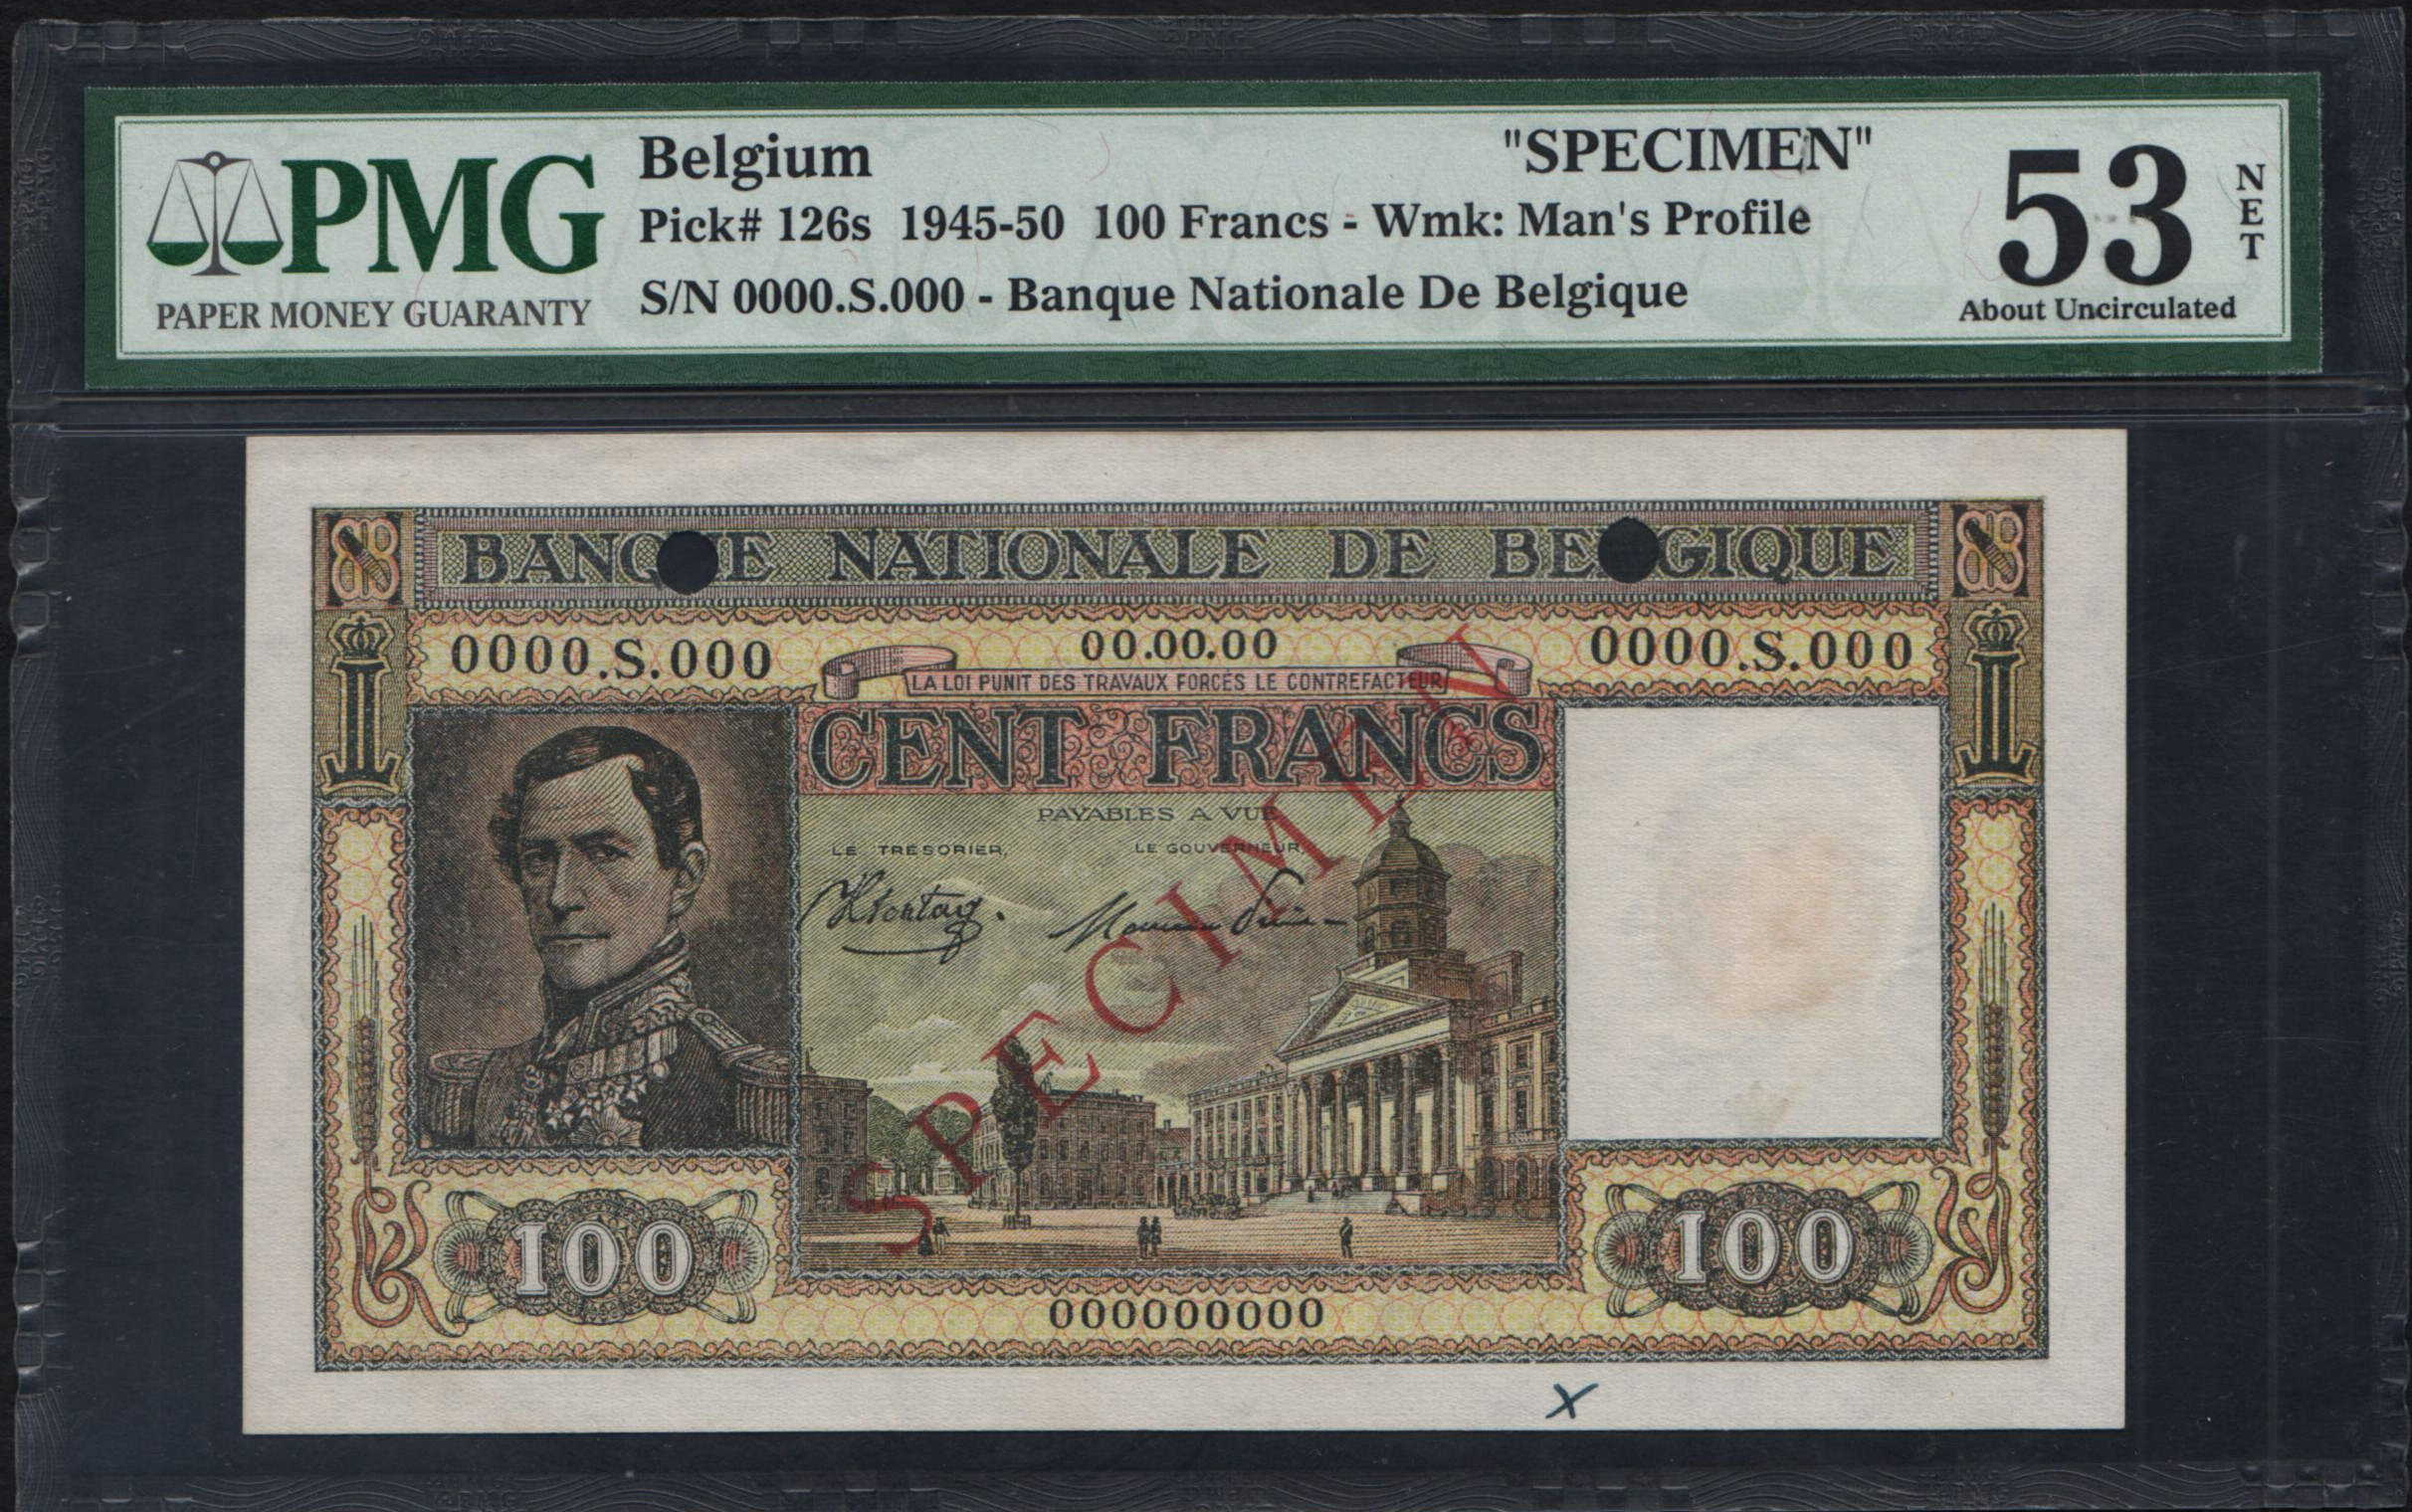 PMG
PAPER MONEY GUARANTY
Belgium
"SPECIMEN"
Pick# 126s 1945-50 100 Francs - Wmk: Man's Profile
S/N 0000.S.000 - Banque Nationale De Belgique
53
NET
About Uncirculated
BANQUE NATIONALE DE BELGIQUE
0000.S.000
00.00.00
0000.S.000
LA LOI PUNIT DES TRAVAUX FORCÉS LE CONTREFACTEUR
CENT FRANCS
PAYABLES A VUE
LE TRÉSORIER,
LE GOUVERNEUR,
SPECIMEN
100
100
000000000
X